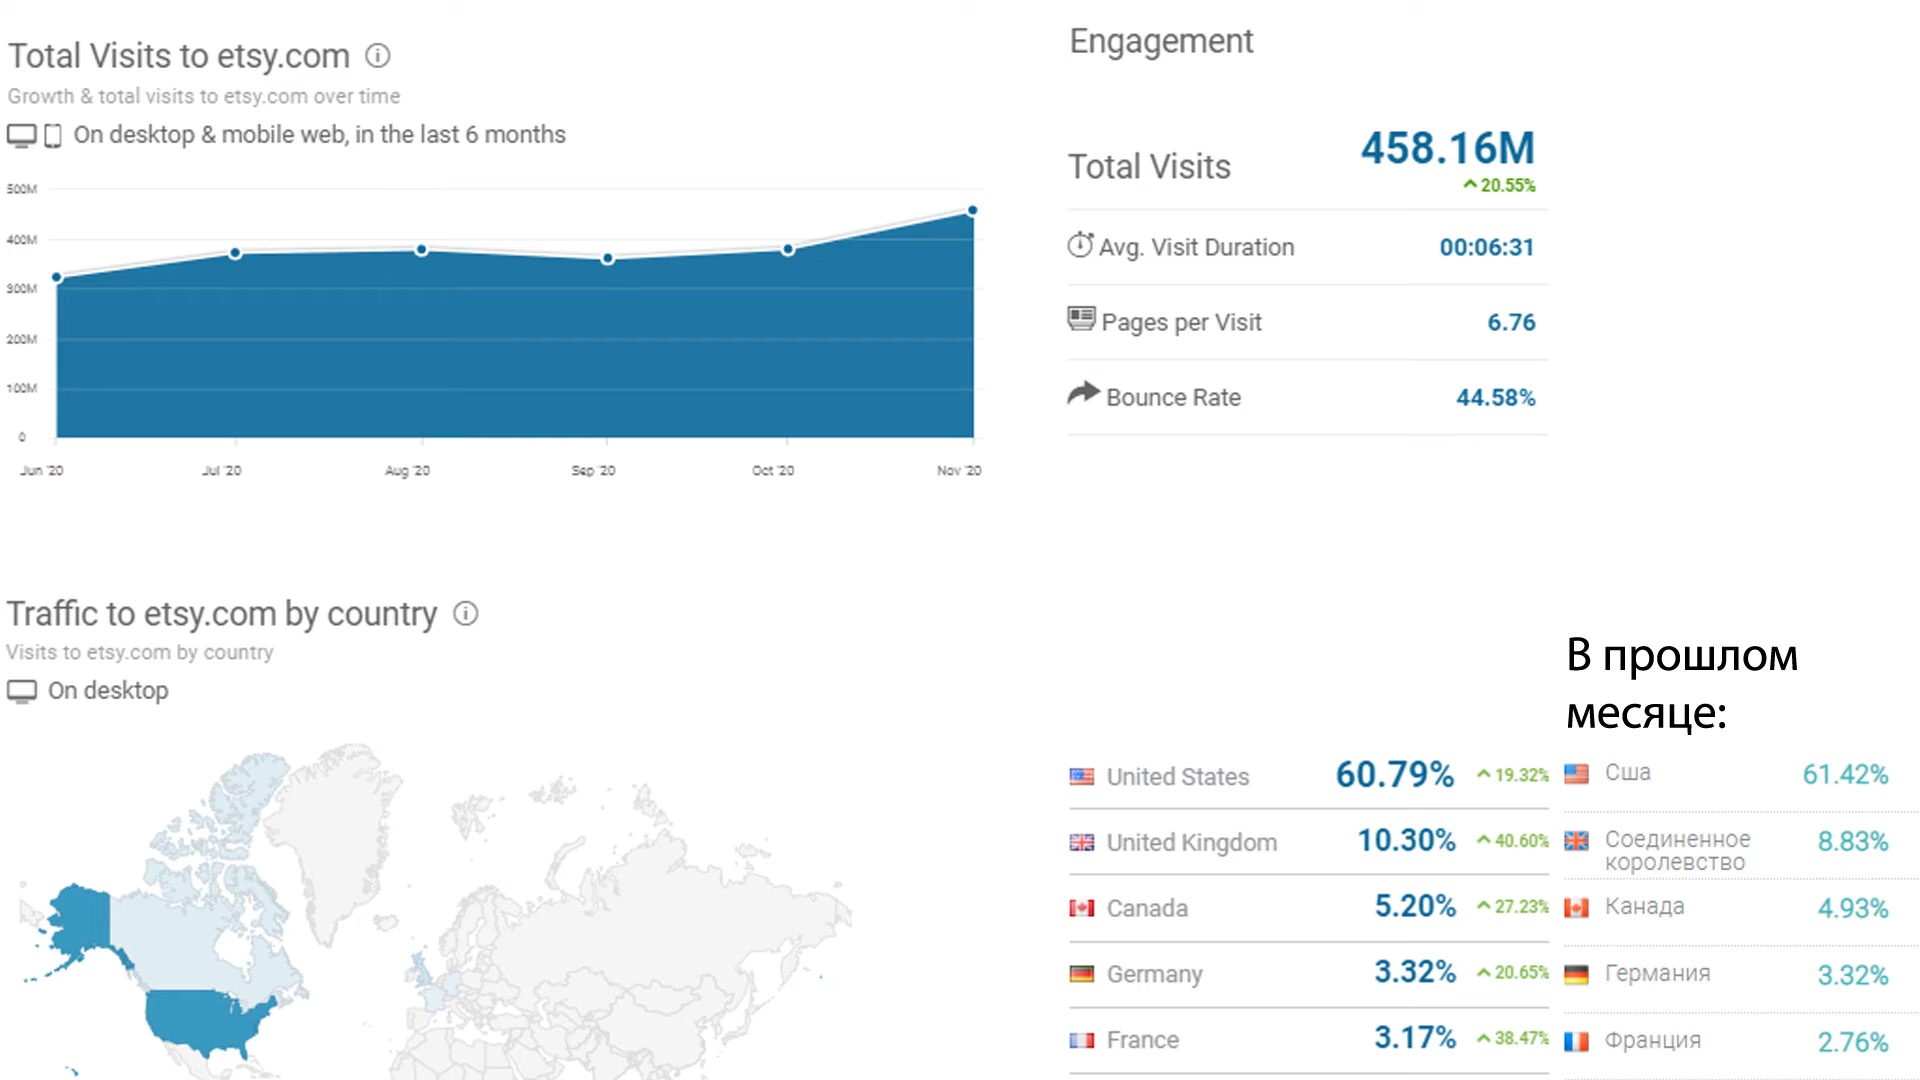 Total Visits to etsy.com
Growth & total visits to etsy.com over time
On desktop & mobile web, in the last 6 months
500M
400M
300M
200M
100M
0
Jun '20
Jul '20
Aug '20
Sep '20
Oct '20
Nov '20
Engagement
Total Visits
458.16M
20.55%
Avg. Visit Duration
00:06:31
Pages per Visit
6.76
Bounce Rate
44.58%
Traffic to etsy.com by country
Visits to etsy.com by country
On desktop
United States 60.79% 19.32%
United Kingdom 10.30% 40.60%
Canada 5.20% 27.23%
Germany 3.32% 20.65%
France 3.17% 38.47%
В прошлом
месяце:
Сша 61.42%
Соединенное
королевство 8.83%
Канада 4.93%
Германия 3.32%
Франция 2.76%